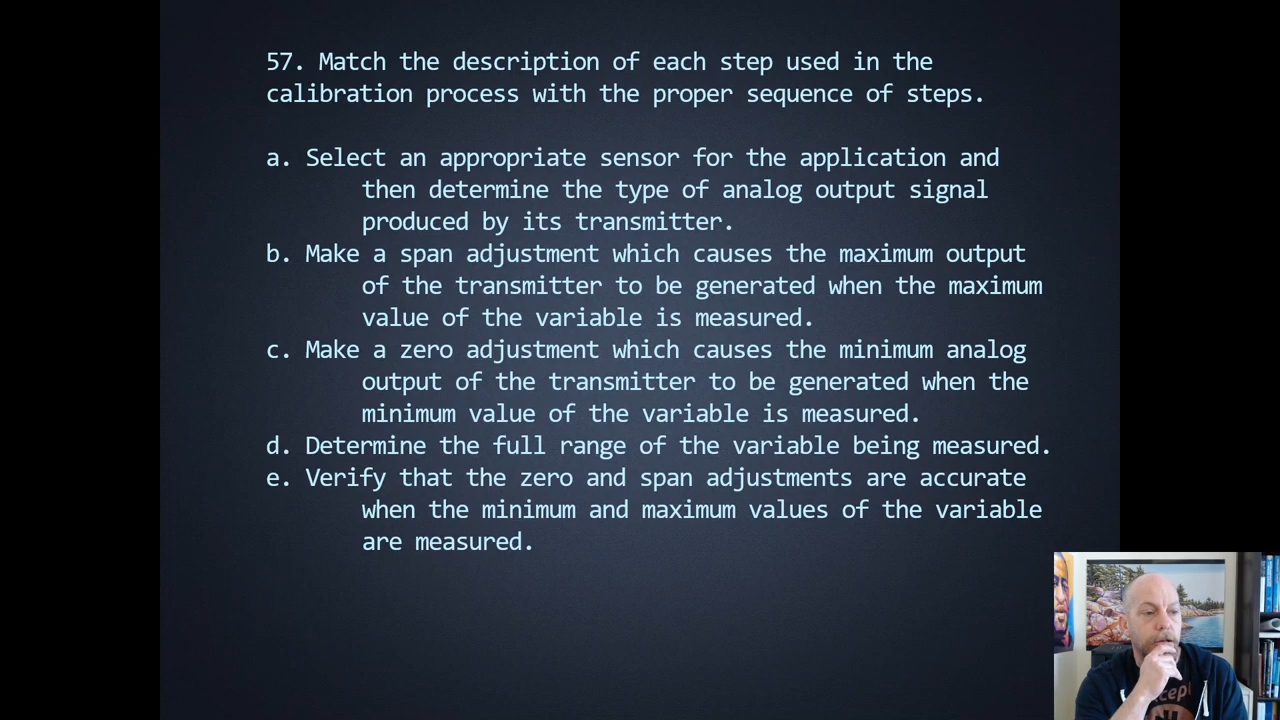 57. Match the description of each step used in the
calibration process with the proper sequence of steps.
a. Select an appropriate sensor for the application and
then determine the type of analog output signal
produced by its transmitter.
b. Make a span adjustment which causes the maximum output
of the transmitter to be generated when the maximum
value of the variable is measured.
c. Make a zero adjustment which causes the minimum analog
output of the transmitter to be generated when the
minimum value of the variable is measured.
d. Determine the full range of the variable being measured.
e. Verify that the zero and span adjustments are accurate
when the minimum and maximum values of the variable
are measured.